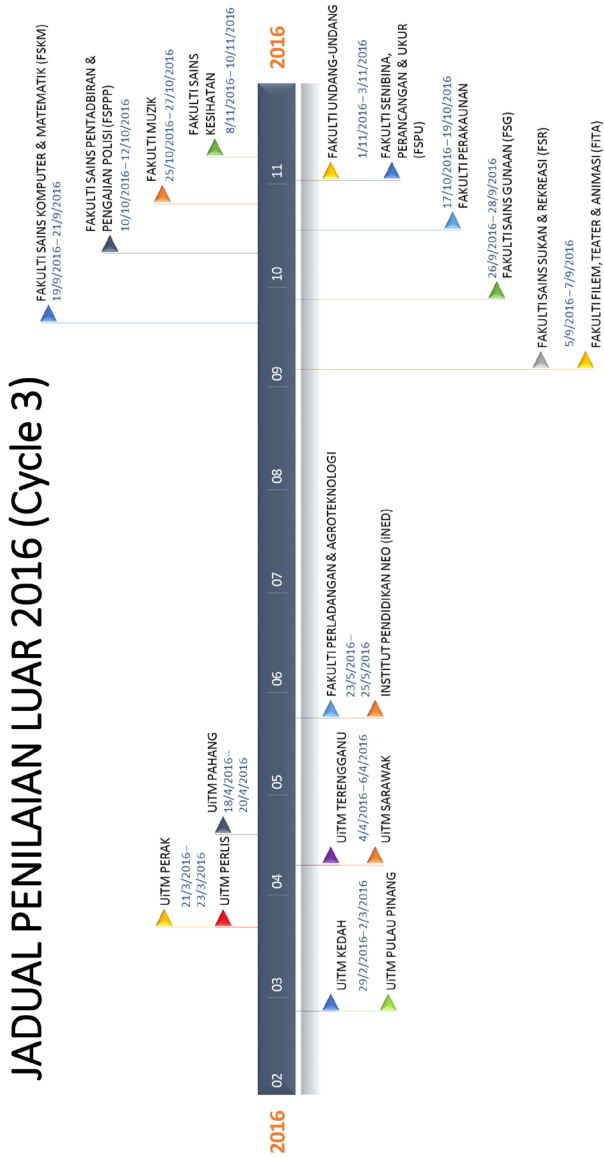 JADUAL PENILAIAN LUAR 2016 (Cycle 3)
FAKULTI SAINS KOMPUTER & MATEMATIK (FSKM)
19/9/2016–21/9/2016
FAKULTI SAINS PENTADBIRAN &
PENGAJIAN POLISI (FSPPP)
10/10/2016–12/10/2016
FAKULTI MUZIK
25/10/2016–27/10/2016
FAKULTI SAINS
KESIHATAN
8/11/2016–10/11/2016
UiTM PERAK
21/3/2016–
23/3/2016
UiTM PERLIS
UiTM PAHANG
18/4/2016–
20/4/2016
2016
02
03
04
05
06
07
08
09
10
11
2016
UiTM KEDAH
29/2/2016–2/3/2016
UiTM PULAU PINANG
UiTM TERENGGANU
4/4/2016–6/4/2016
UiTM SARAWAK
FAKULTI PERLADANGAN & AGROTEKNOLOGI
23/5/2016–
25/5/2016
INSTITUT PENDIDIKAN NEO (iNED)
FAKULTI UNDANG-UNDANG
1/11/2016–3/11/2016
FAKULTI SENIBINA,
PERANCANGAN & UKUR
(FSPU)
17/10/2016–19/10/2016
FAKULTI PERAKAUNAN
26/9/2016–28/9/2016
FAKULTI SAINS GUNAAN (FSG)
FAKULTI SAINS SUKAN & REKREASI (FSR)
5/9/2016–7/9/2016
FAKULTI FILEM, TEATER & ANIMASI (FiTA)